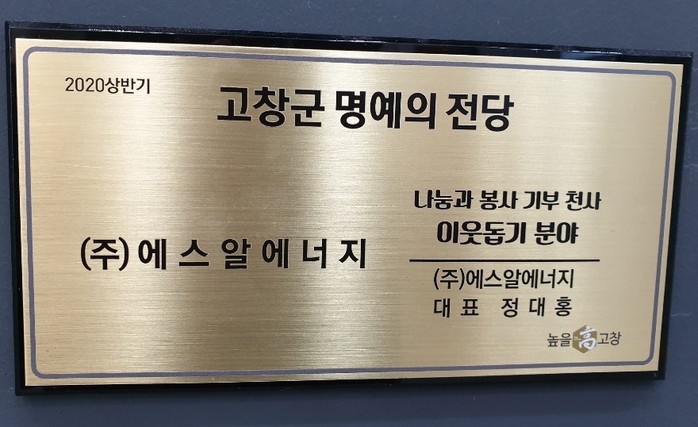 2020상반기
고창군 명예의 전당
(주)에스알에너지
나눔과 봉사 기부 천사
이웃돕기 분야
(주)에스알에너지
대표 정대홍
높을高고창